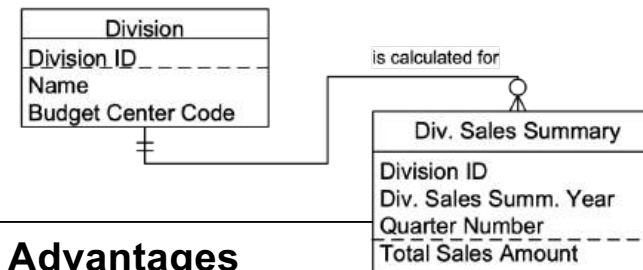 Division
Division ID
Name
Budget Center Code
is calculated for
Div. Sales Summary
Division ID
Div. Sales Summ. Year
Quarter Number
Total Sales Amount
Advantages